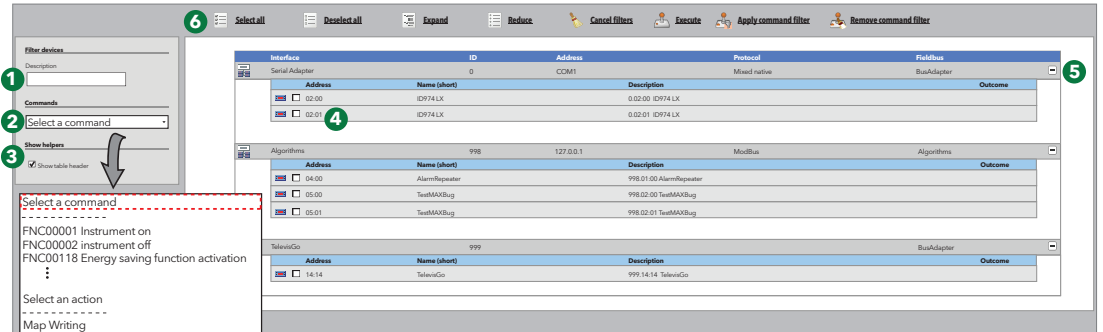 6 Select all Deselect all Expand Reduce Cancel filters Execute Apply command filter Remove command filter
Filter devices
1 Description
Commands
2 Select a command
Show helpers
3 Show table header
Select a command
- - - - - - - - - - - - -
FNC00001 Instrument on
FNC00002 instrument off
FNC00118 Energy saving function activation
Select an action
- - - - - - - - - - - - -
Map Writing
Interface ID Address Protocol Fieldbus
Serial Adapter 0 COM1 Mixed native BusAdapter 5
Address Name (short) Description Outcome
02:00 ID974 LX 0.02:00 ID974 LX
02:01 4 ID974 LX 0.02:01 ID974 LX
Algorithms 998 127.0.0.1 ModBus Algorithms
Address Name (short) Description Outcome
04:00 AlarmRepeater 998.01:00 AlarmRepeater
05:00 TestMAXBug 998.02:00 TestMAXBug
05:01 TestMAXBug 998.02:01 TestMAXBug
TelevisGo 999 BusAdapter
Address Name (short) Description Outcome
14:14 TelevisGo 999.14:14 TelevisGo